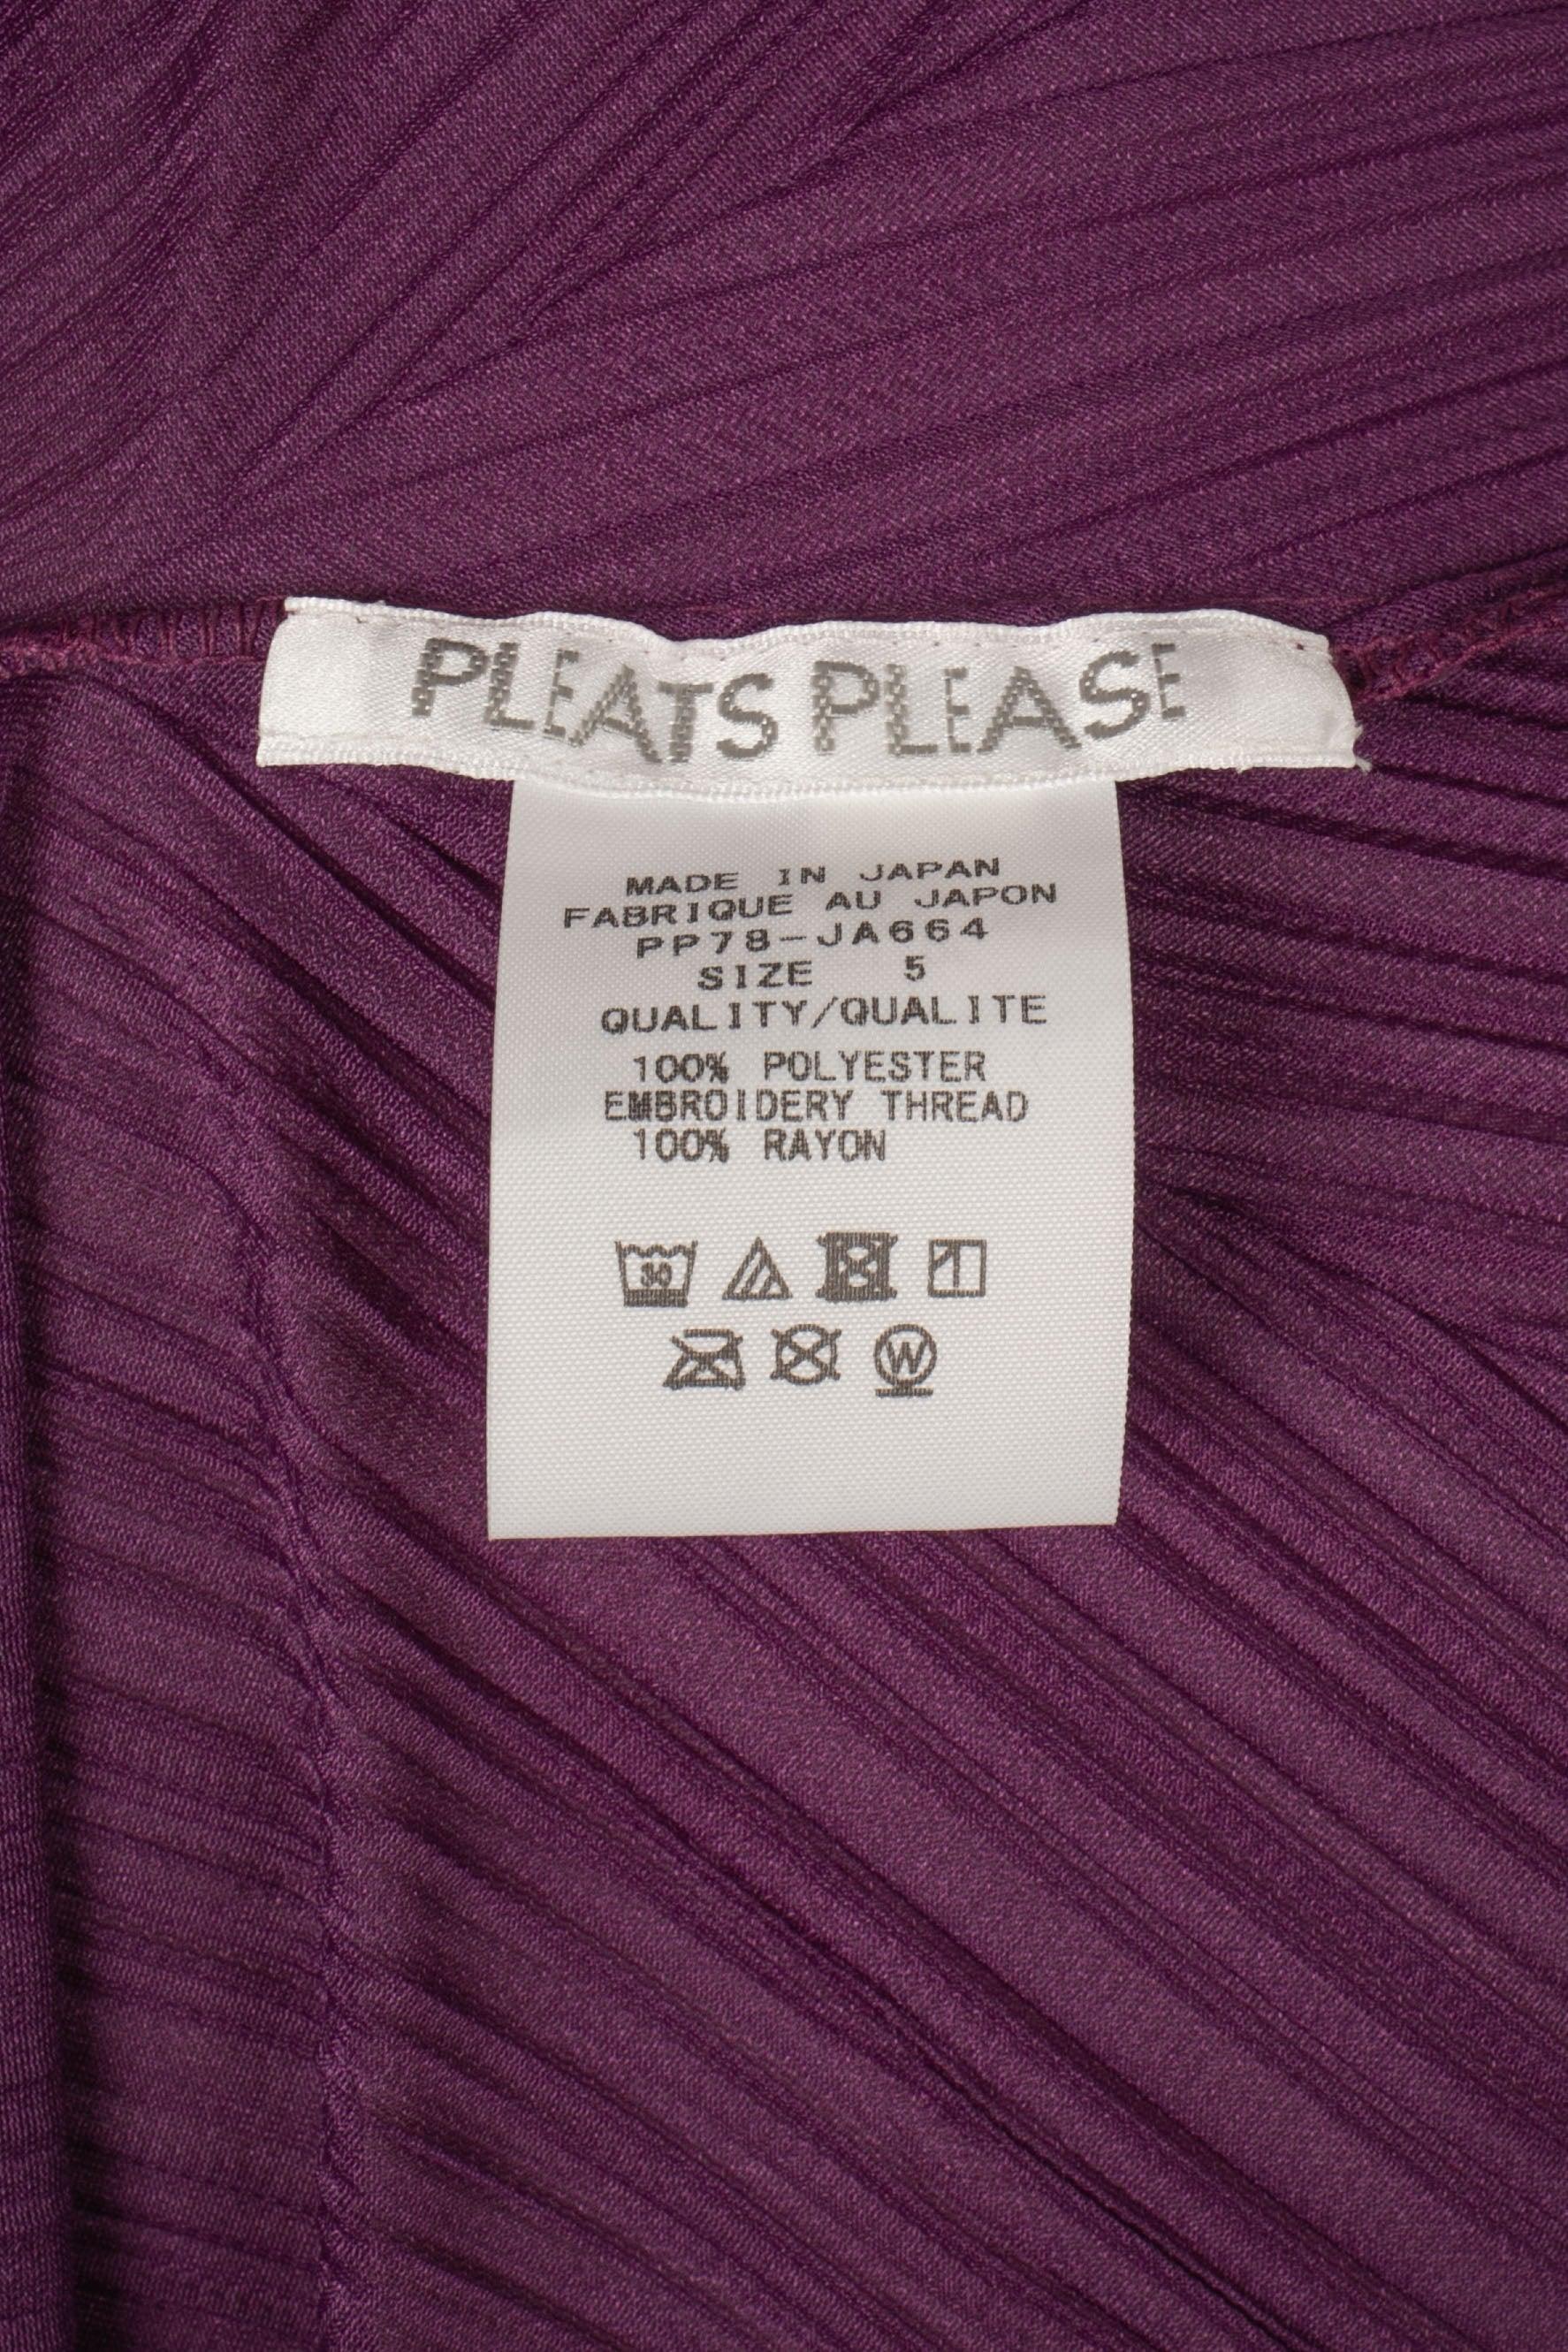 PLEATS PLEASE
MADE IN JAPAN
FABRIQUE AU JAPON
PP78-JA664
SIZE 5
QUALITY/QUALITE
100% POLYESTER
EMBROIDERY THREAD
100% RAYON
30
W